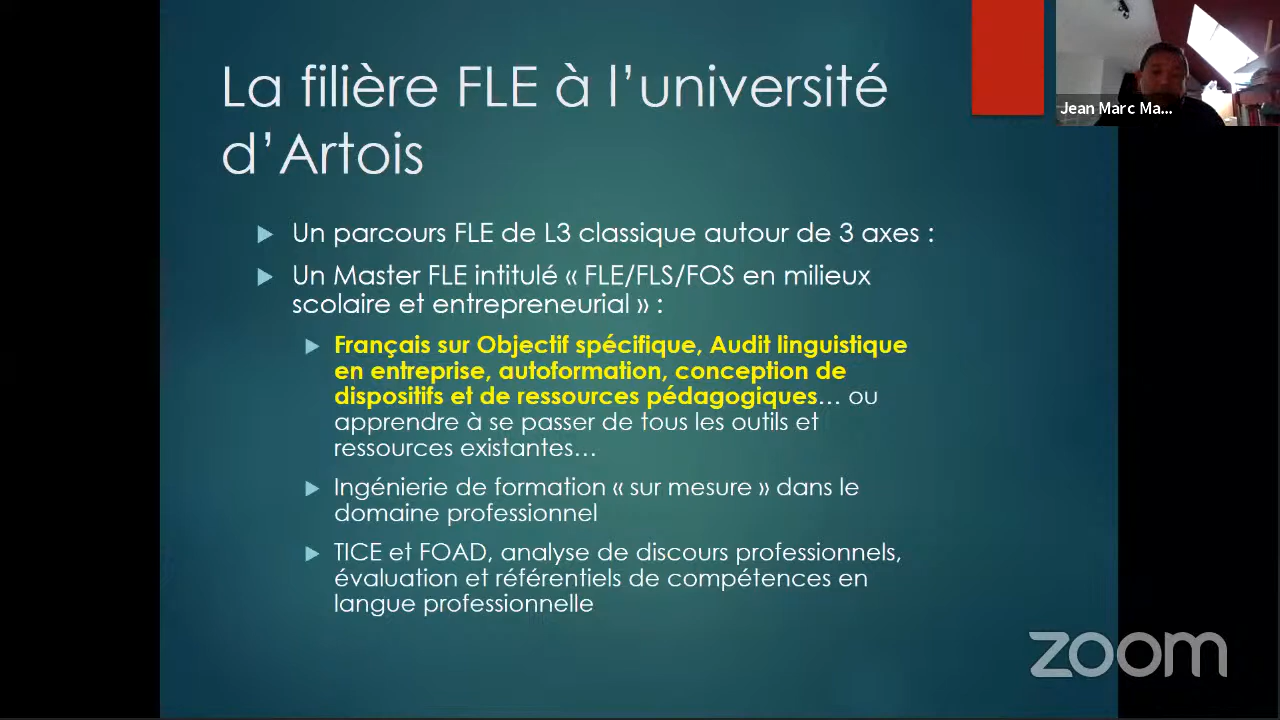 La filière FLE à l’université
d’Artois
Un parcours FLE de L3 classique autour de 3 axes :
Un Master FLE intitulé « FLE/FLS/FOS en milieux
scolaire et entrepreneurial » :
Français sur Objectif spécifique, Audit linguistique
en entreprise, autoformation, conception de
dispositifs et de ressources pédagogiques… ou
apprendre à se passer de tous les outils et
ressources existantes…
Ingénierie de formation « sur mesure » dans le
domaine professionnel
TICE et FOAD, analyse de discours professionnels,
évaluation et référentiels de compétences en
langue professionnelle
Jean Marc Ma...
zoom